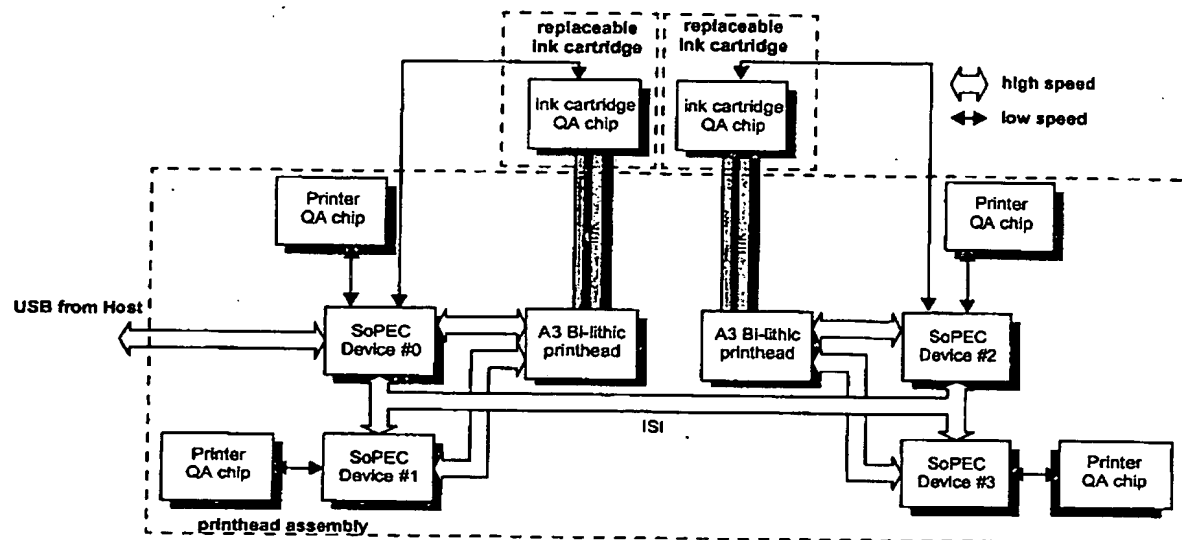 replaceable
ink cartridge
replaceable
ink cartridge
ink cartridge
QA chip
ink cartridge
QA chip
high speed
low speed
Printer
QA chip
Printer
QA chip
USB from Host
SoPEC
Device #0
A3 Bi-lithic
printhead
A3 Bi-lithic
printhead
SoPEC
Device #2
ISI
Printer
QA chip
SoPEC
Device #1
SoPEC
Device #3
Printer
QA chip
printhead assembly